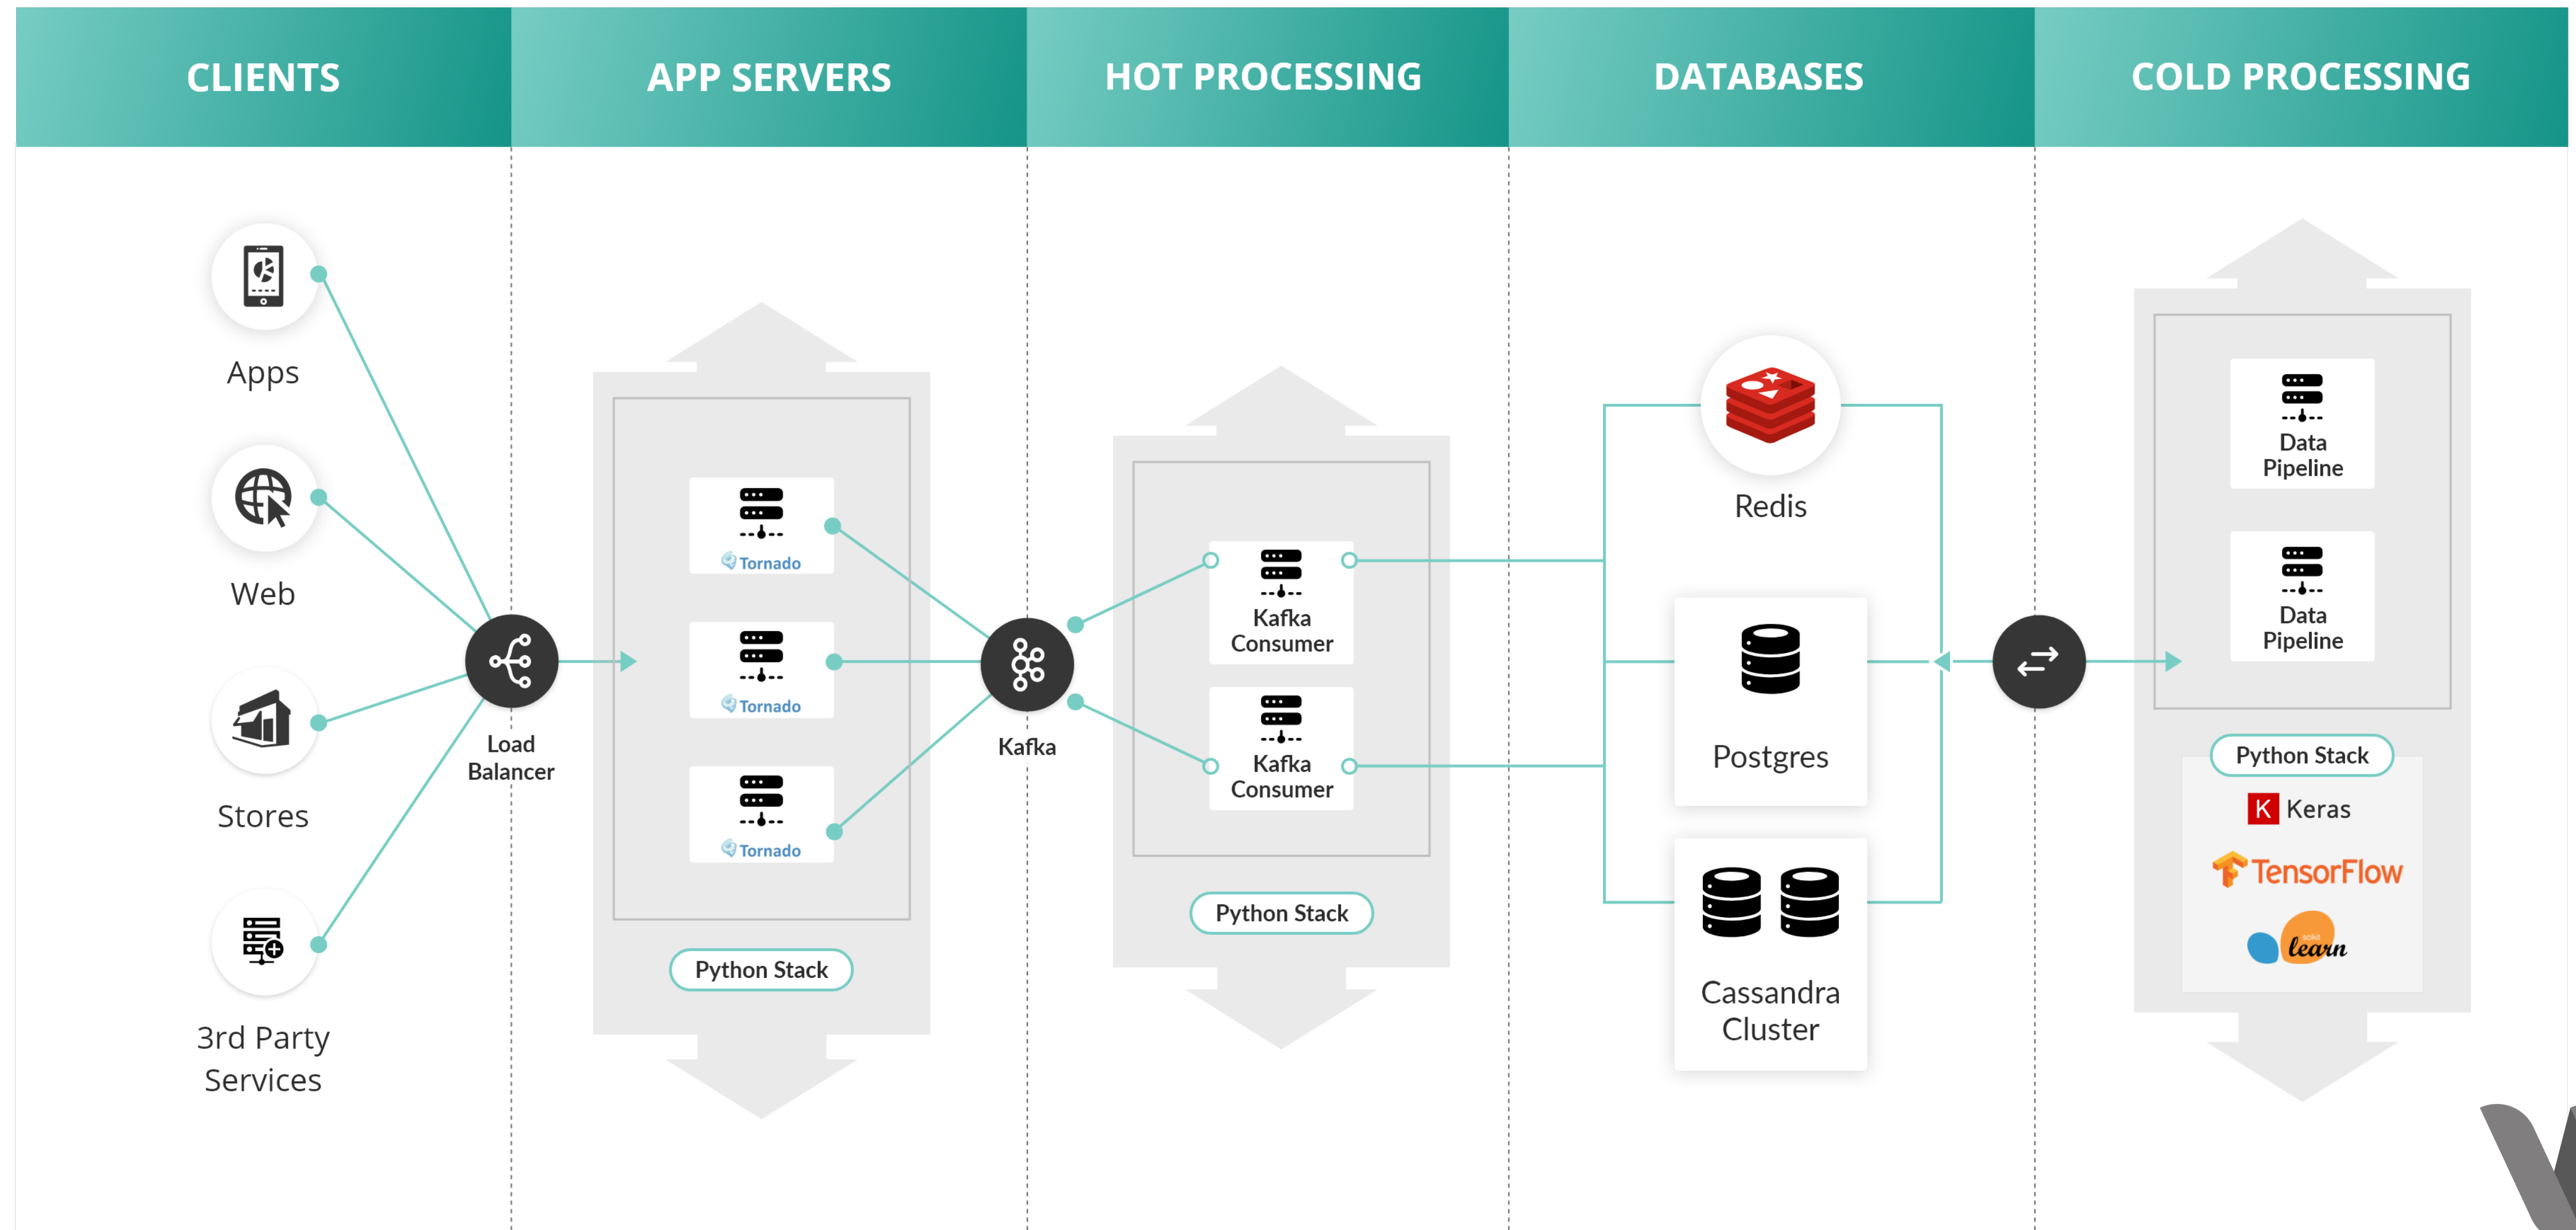 CLIENTS
APP SERVERS
HOT PROCESSING
DATABASES
COLD PROCESSING
Apps
Web
Stores
3rd Party
Services
Load
Balancer
Tornado
Tornado
Tornado
Python Stack
Kafka
Kafka
Consumer
Kafka
Consumer
Python Stack
Redis
Postgres
Cassandra
Cluster
Data
Pipeline
Data
Pipeline
Python Stack
K Keras
TensorFlow
scikit
learn